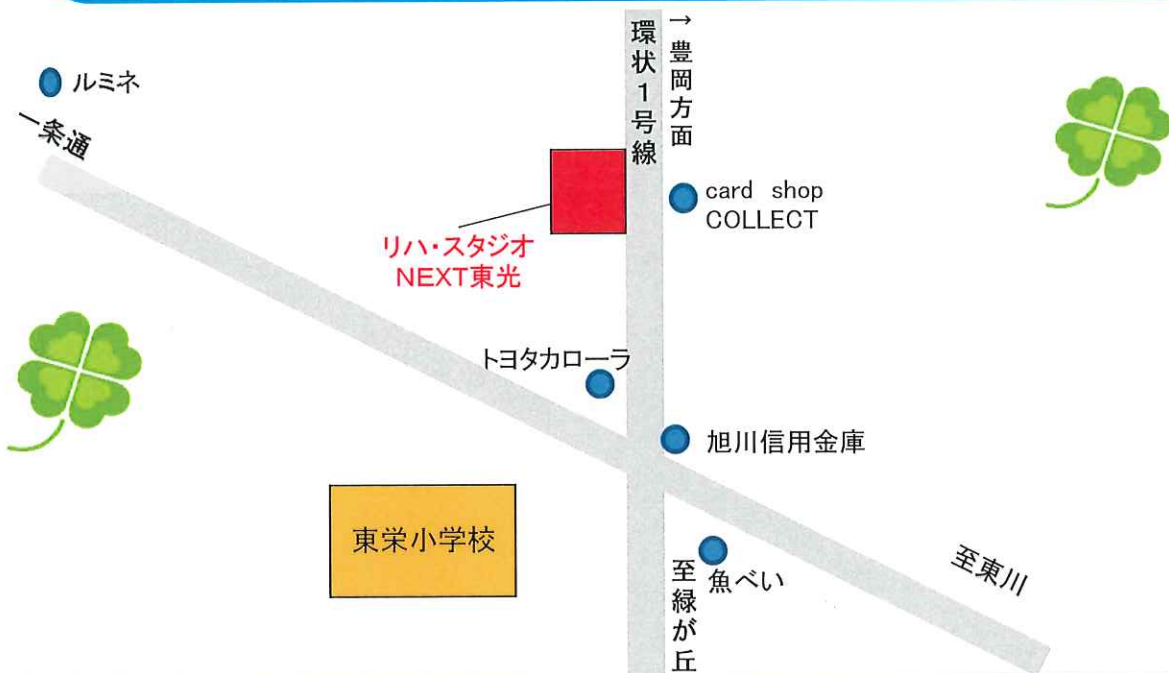 環状1号線
→豊岡方面
ルミネ
一条通
card shop
COLLECT
リハ・スタジオ
NEXT東光
トヨタカローラ
旭川信用金庫
東栄小学校
魚べい
至東川
至緑が丘